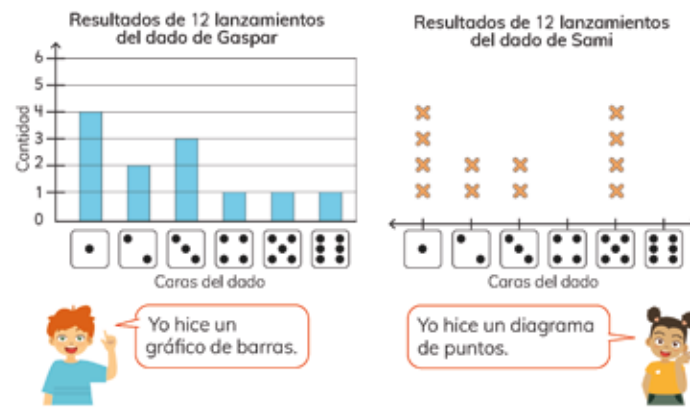 Resultados de 12 lanzamientos
del dado de Gaspar
Cantidad
6
5
4
3
2
1
0
Caras del dado
Yo hice un
gráfico de barras.
Resultados de 12 lanzamientos
del dado de Sami
Caras del dado
Yo hice un diagrama
de puntos.